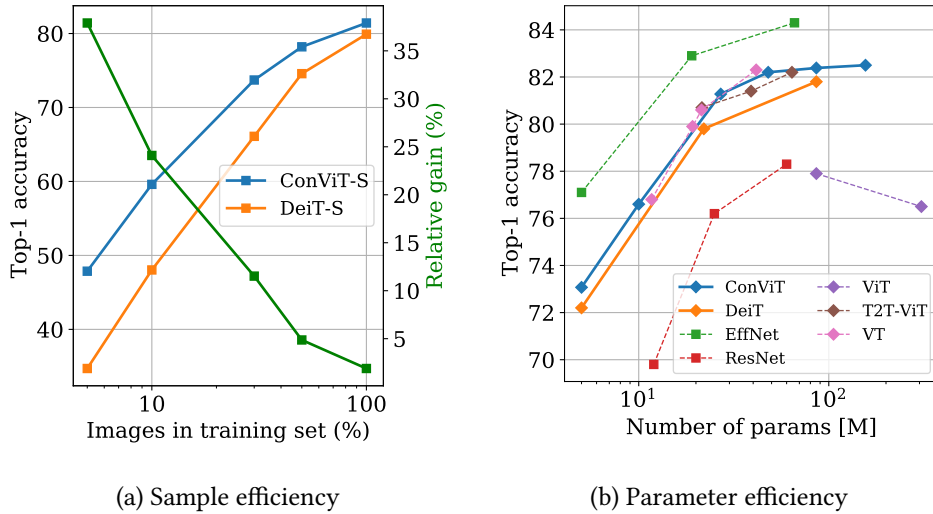 80
70
60
50
40
Top-1 accuracy
35
30
25
20
15
10
5
Relative gain (%)
ConViT-S
DeiT-S
10
100
Images in training set (%)
(a) Sample efficiency
84
82
80
78
76
74
72
70
Top-1 accuracy
ConViT
DeiT
EffNet
ResNet
ViT
T2T-ViT
VT
10¹
10²
Number of params [M]
(b) Parameter efficiency